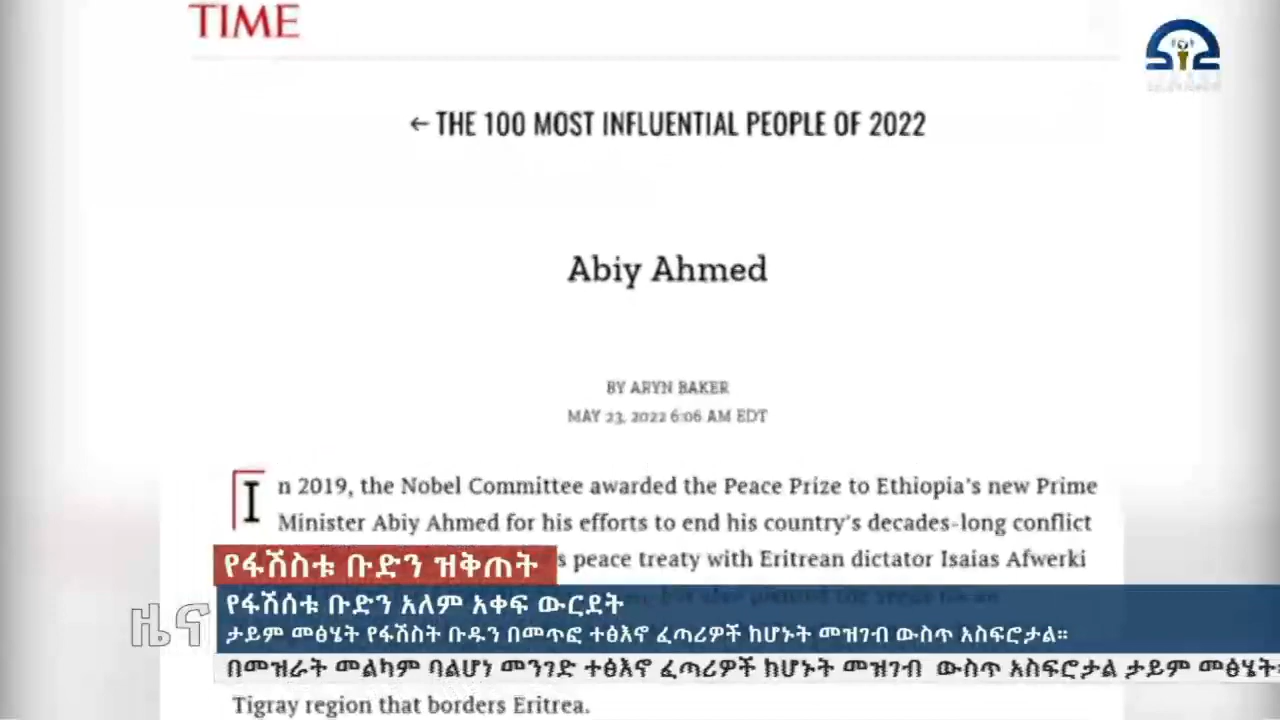 TIME
← THE 100 MOST INFLUENTIAL PEOPLE OF 2022
Abiy Ahmed
BY ARYN BAKER
MAY 23, 2022 6:06 AM EDT
In 2019, the Nobel Committee awarded the Peace Prize to Ethiopia's new Prime
Minister Abiy Ahmed for his efforts to end his country's decades-long conflict
s peace treaty with Eritrean dictator Isaias Afwerki
የፋሽስቱ ቡድን ዝቅጠት
ዜና
የፋሽሰቱ ቡድን አለም አቀፍ ውርደት
ታይም መፅሄት የፋሽስት ቡዱን በመጥፎ ተፅእኖ ፈጣሪዎች ከሆኑት መዝገብ ውስጥ አስፍሮታል።
በመዝራት መልካም ባልሆነ መንገድ ተፅእኖ ፈጣሪዎች ከሆኑት መዝገብ ውስጥ አስፍሮታል ታይም መፅሄት።
Tigray region that borders Eritrea.